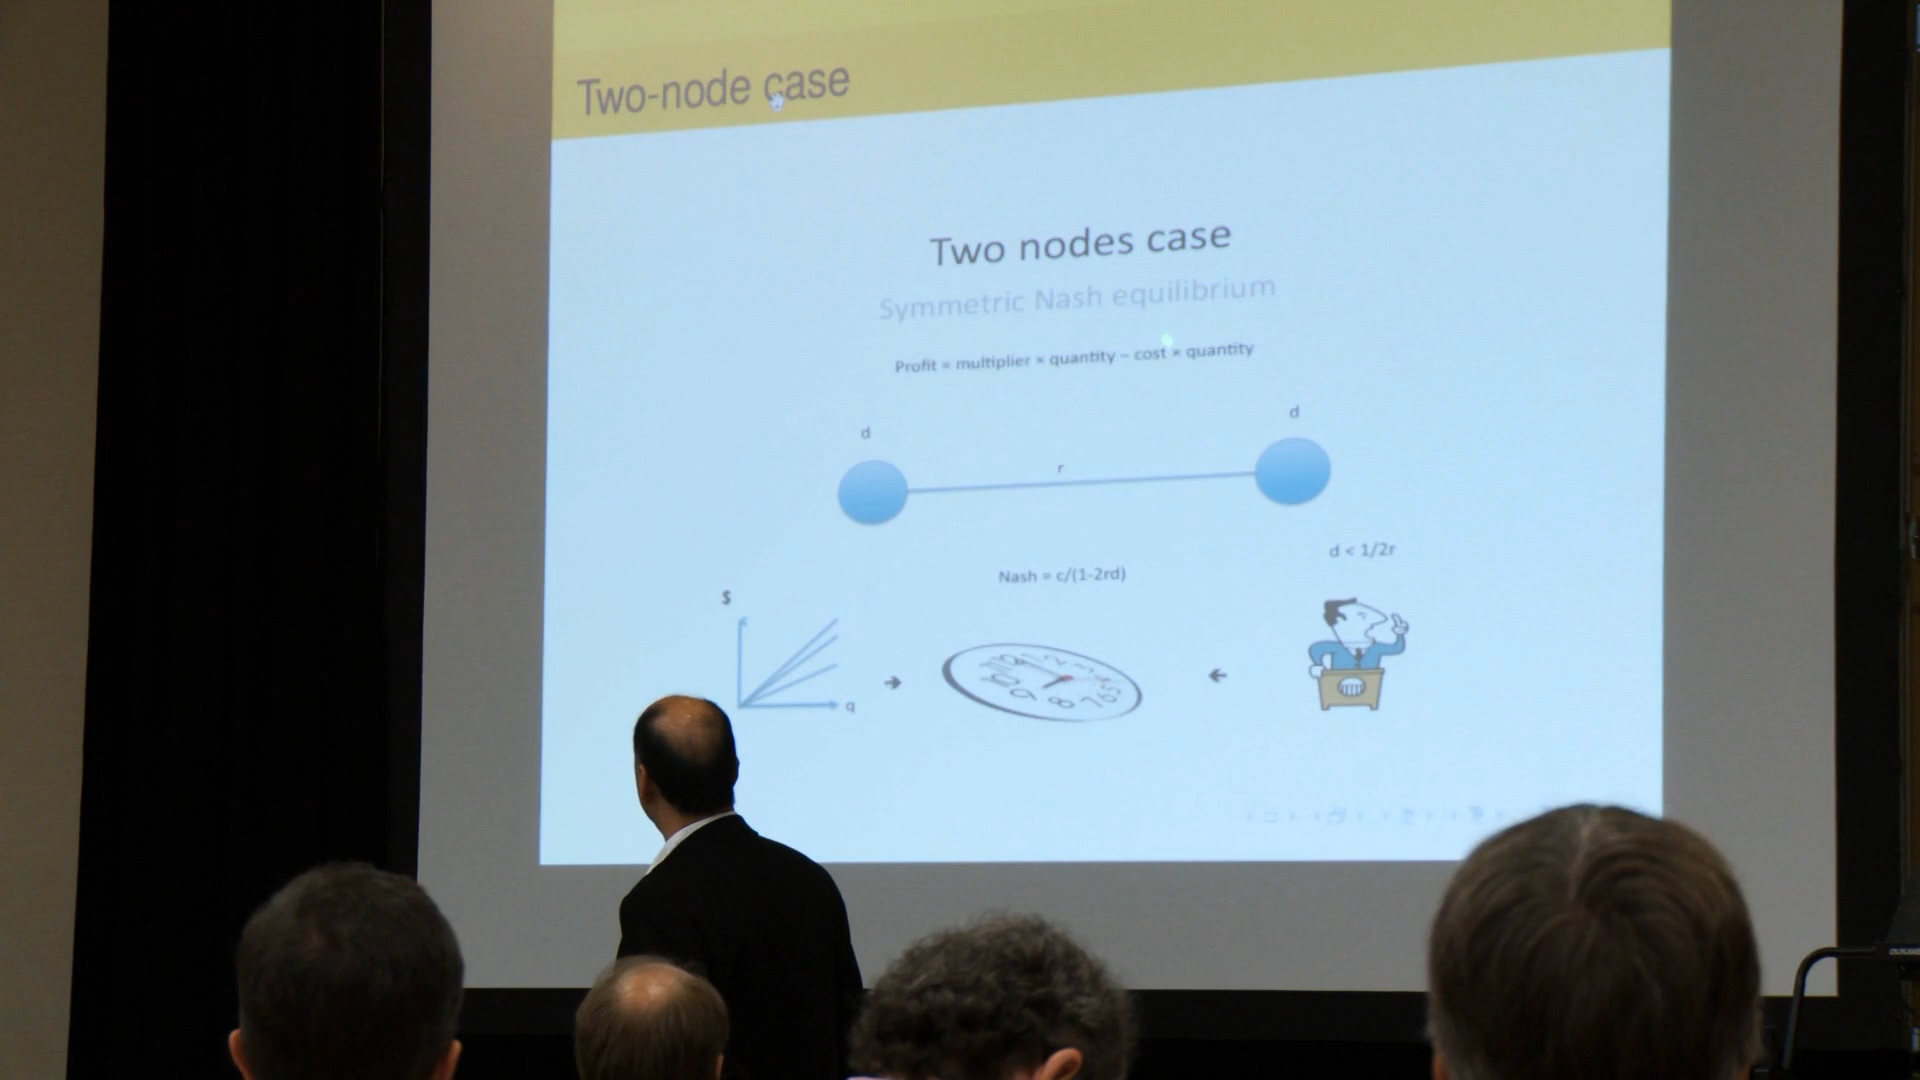 Two-node case
Two nodes case
Symmetric Nash equilibrium
Profit = multiplier × quantity − cost × quantity
d
d
r
d < 1/2r
Nash = c/(1-2rd)
$
q